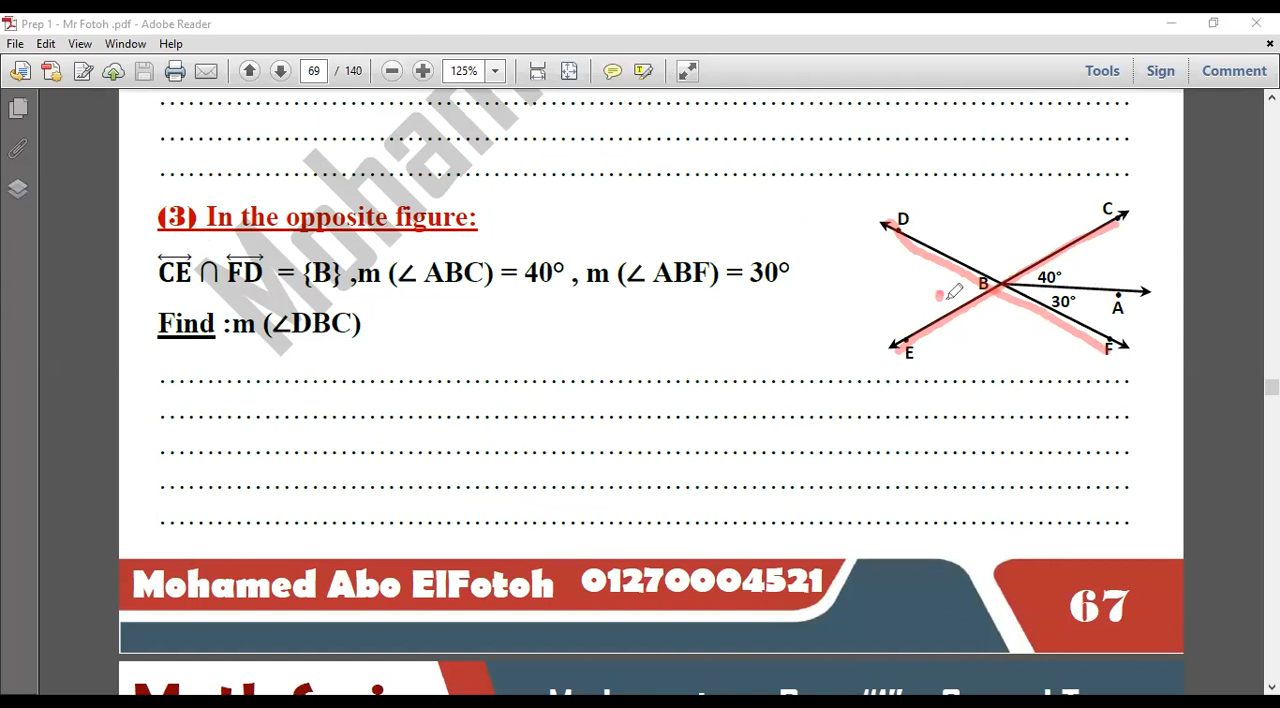 Prep 1 - Mr Fotoh .pdf - Adobe Reader
File Edit View Window Help
69 / 140 125% Tools Sign Comment
Moham
(3) In the opposite figure:
CE ∩ FD = {B} ,m (∠ ABC) = 40° , m (∠ ABF) = 30°
Find :m (∠DBC)
D
C
B
40°
30°
A
E
F
Mohamed Abo ElFotoh 01270004521
67